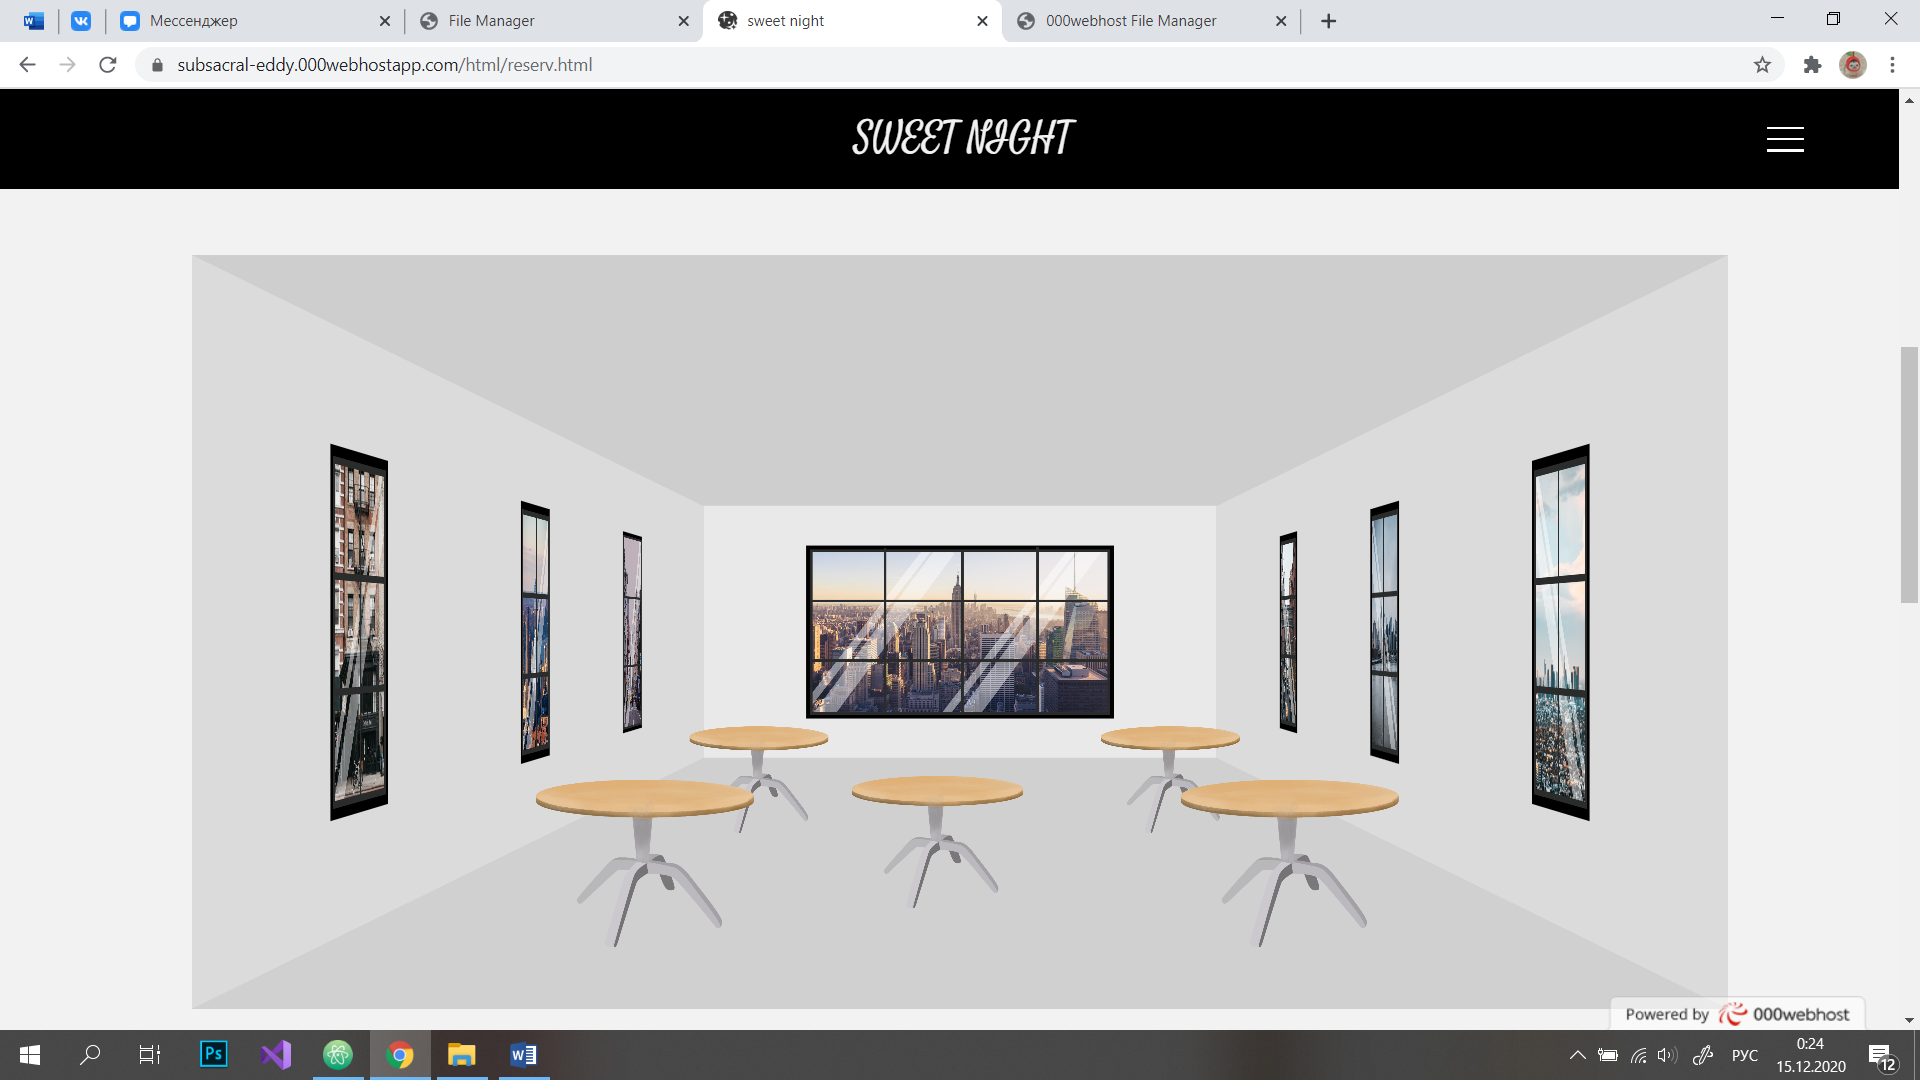 Мессенджер
File Manager
sweet night
000webhost File Manager
subsacral-eddy.000webhostapp.com/html/reserv.html
SWEET NIGHT
Powered by 000webhost
Ps
РУС
0:24
15.12.2020
12